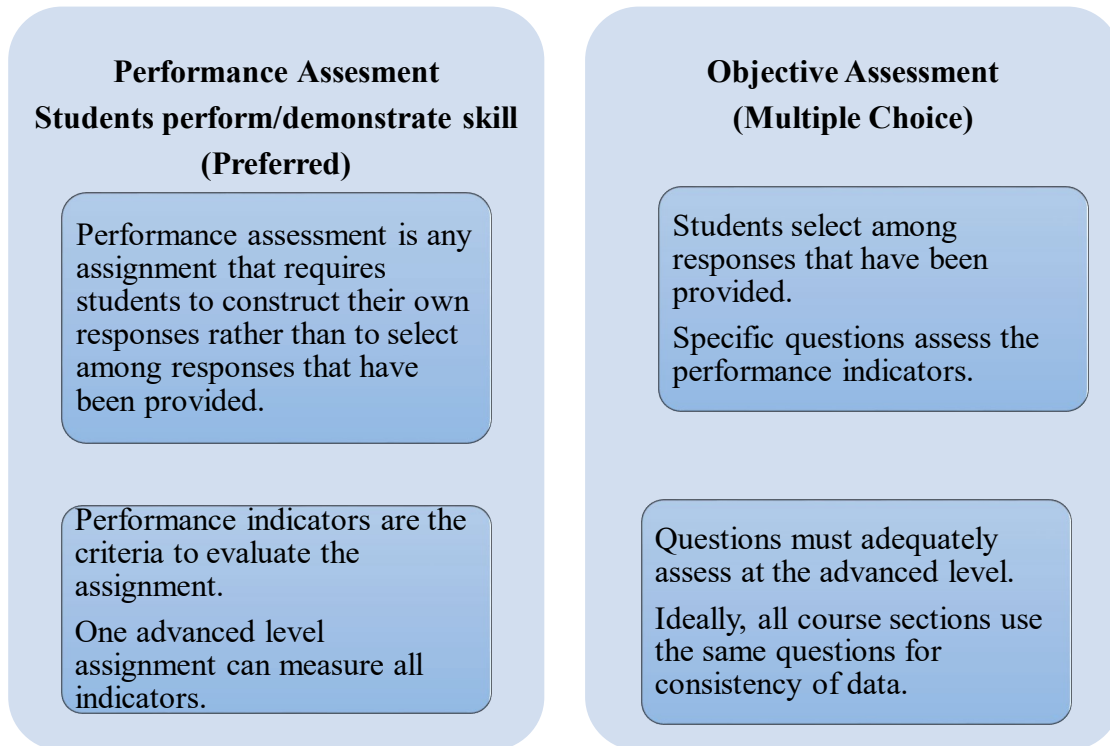 Performance Assesment
Students perform/demonstrate skill
(Preferred)
Performance assessment is any
assignment that requires
students to construct their own
responses rather than to select
among responses that have
been provided.
Performance indicators are the
criteria to evaluate the
assignment.
One advanced level
assignment can measure all
indicators.
Objective Assessment
(Multiple Choice)
Students select among
responses that have been
provided.
Specific questions assess the
performance indicators.
Questions must adequately
assess at the advanced level.
Ideally, all course sections use
the same questions for
consistency of data.